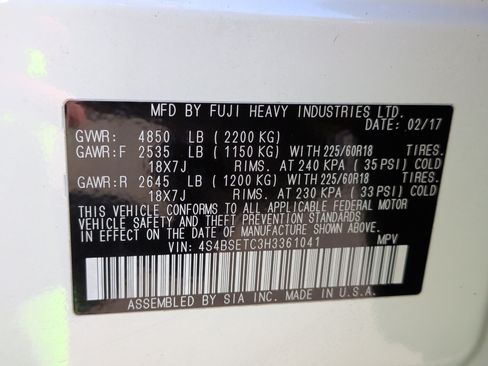 MFD BY FUJI HEAVY INDUSTRIES LTD.
DATE: 02/17
GVWR: 4850 LB (2200 KG)
GAWR:F 2535 LB (1150 KG) WITH 225/60R18 TIRES.
18X7J RIMS. AT 240 KPA (35 PSI) COLD
GAWR:R 2645 LB (1200 KG) WITH 225/60R18 TIRES.
18X7J RIMS. AT 230 KPA (33 PSI) COLD
THIS VEHICLE CONFORMS TO ALL APPLICABLE FEDERAL MOTOR
VEHICLE SAFETY AND THEFT PREVENTION STANDARDS
IN EFFECT ON THE DATE OF MANUFACTURE SHOWN ABOVE.
VIN: 4S4BSETC3H3361041 MPV
ASSEMBLED BY SIA INC. MADE IN U.S.A.